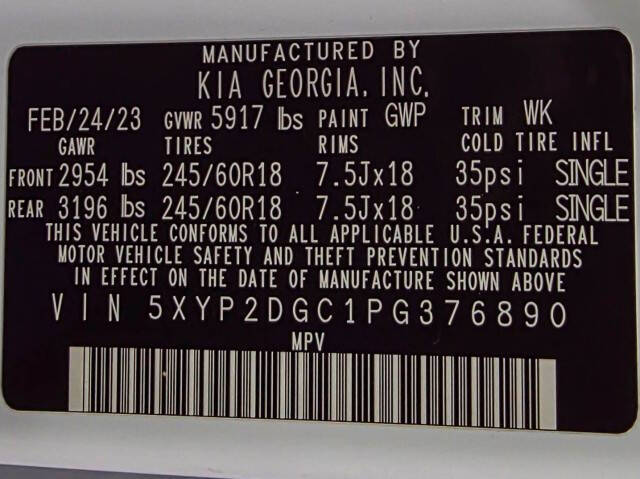 MANUFACTURED BY
KIA GEORGIA, INC.
FEB/24/23 GVWR 5917 lbs PAINT GWP TRIM WK
GAWR TIRES RIMS COLD TIRE INFL
FRONT 2954 lbs 245/60R18 7.5Jx18 35psi SINGLE
REAR 3196 lbs 245/60R18 7.5Jx18 35psi SINGLE
THIS VEHICLE CONFORMS TO ALL APPLICABLE U.S.A. FEDERAL
MOTOR VEHICLE SAFETY AND THEFT PREVENTION STANDARDS
IN EFFECT ON THE DATE OF MANUFACTURE SHOWN ABOVE
VIN 5XYP2DGC1PG376890
MPV